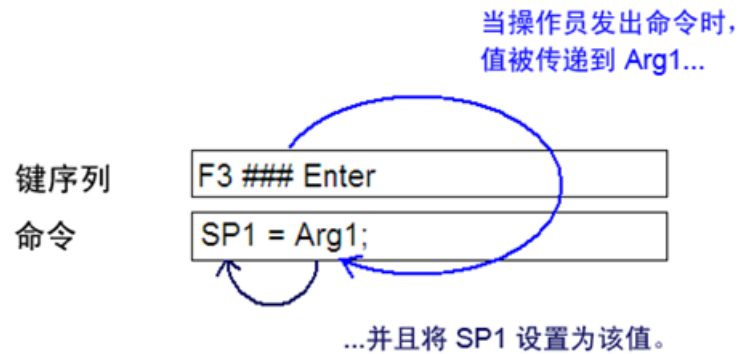 当操作员发出命令时，
值被传递到 Arg1...
键序列 F3 ### Enter
命令 SP1 = Arg1;
...并且将 SP1 设置为该值。